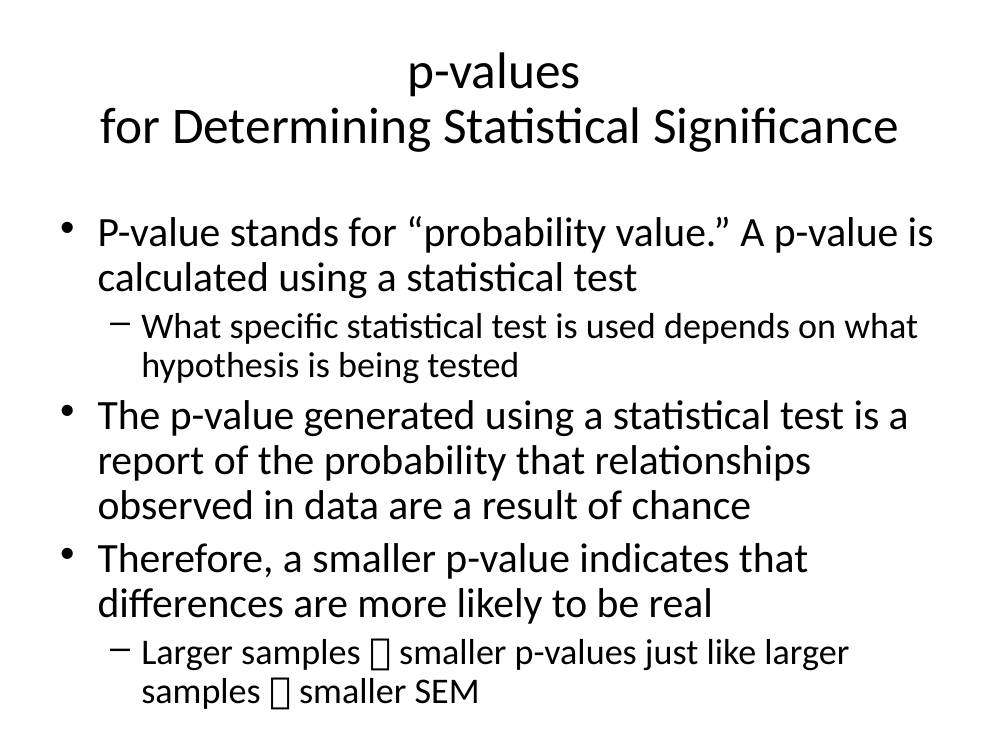 p-values
for Determining Statistical Significance
• P-value stands for “probability value.” A p-value is
calculated using a statistical test
– What specific statistical test is used depends on what
hypothesis is being tested
• The p-value generated using a statistical test is a
report of the probability that relationships
observed in data are a result of chance
• Therefore, a smaller p-value indicates that
differences are more likely to be real
– Larger samples  smaller p-values just like larger
samples  smaller SEM